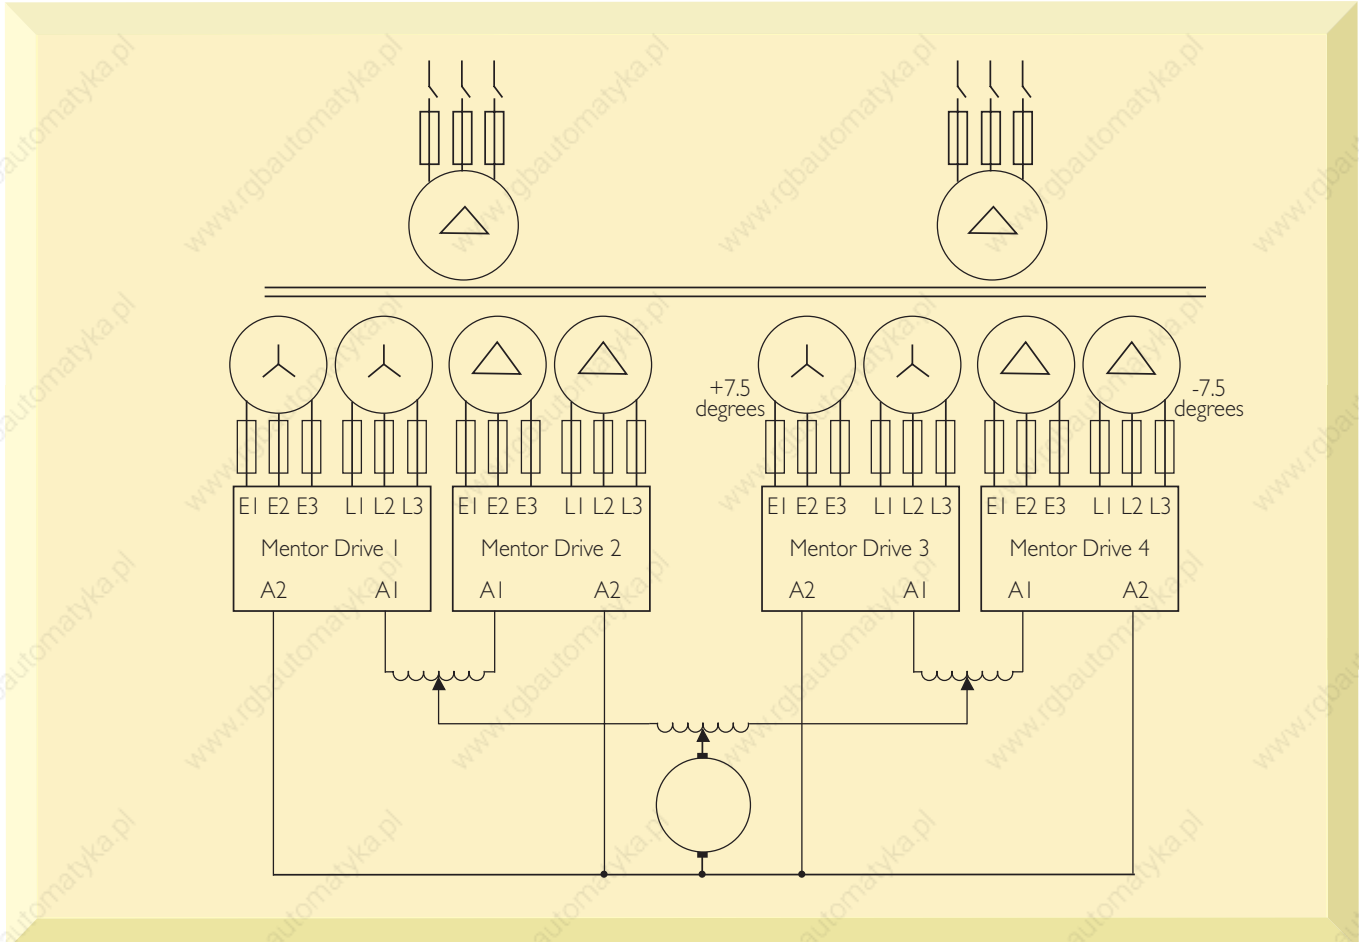 +7.5
degrees
-7.5
degrees
E1 E2 E3 L1 L2 L3
Mentor Drive 1
A2 A1
E1 E2 E3 L1 L2 L3
Mentor Drive 2
A1 A2
E1 E2 E3 L1 L2 L3
Mentor Drive 3
A2 A1
E1 E2 E3 L1 L2 L3
Mentor Drive 4
A1 A2
www.rgbautomatyka.pl